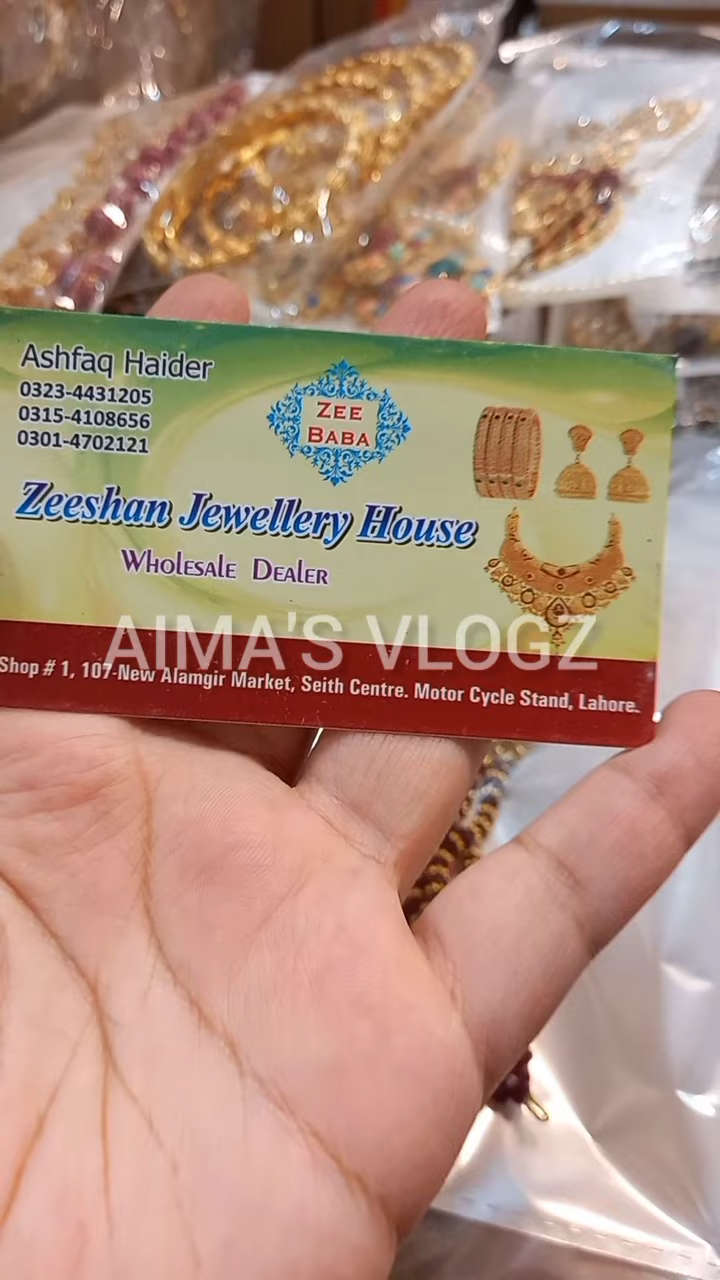 Ashfaq Haider
0323-4431205
0315-4108656
0301-4702121
ZEE
BABA
Zeeshan Jewellery House
Wholesale Dealer
AIMA'S VLOGZ
Shop # 1, 107-New Alamgir Market, Seith Centre. Motor Cycle Stand, Lahore.